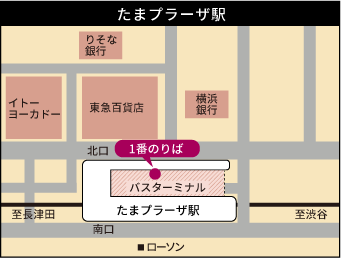 たまプラーザ駅
りそな
銀行
イトー
ヨーカドー
東急百貨店
横浜
銀行
北口
1番のりば
バスターミナル
たまプラーザ駅
至長津田
至渋谷
南口
■ローソン